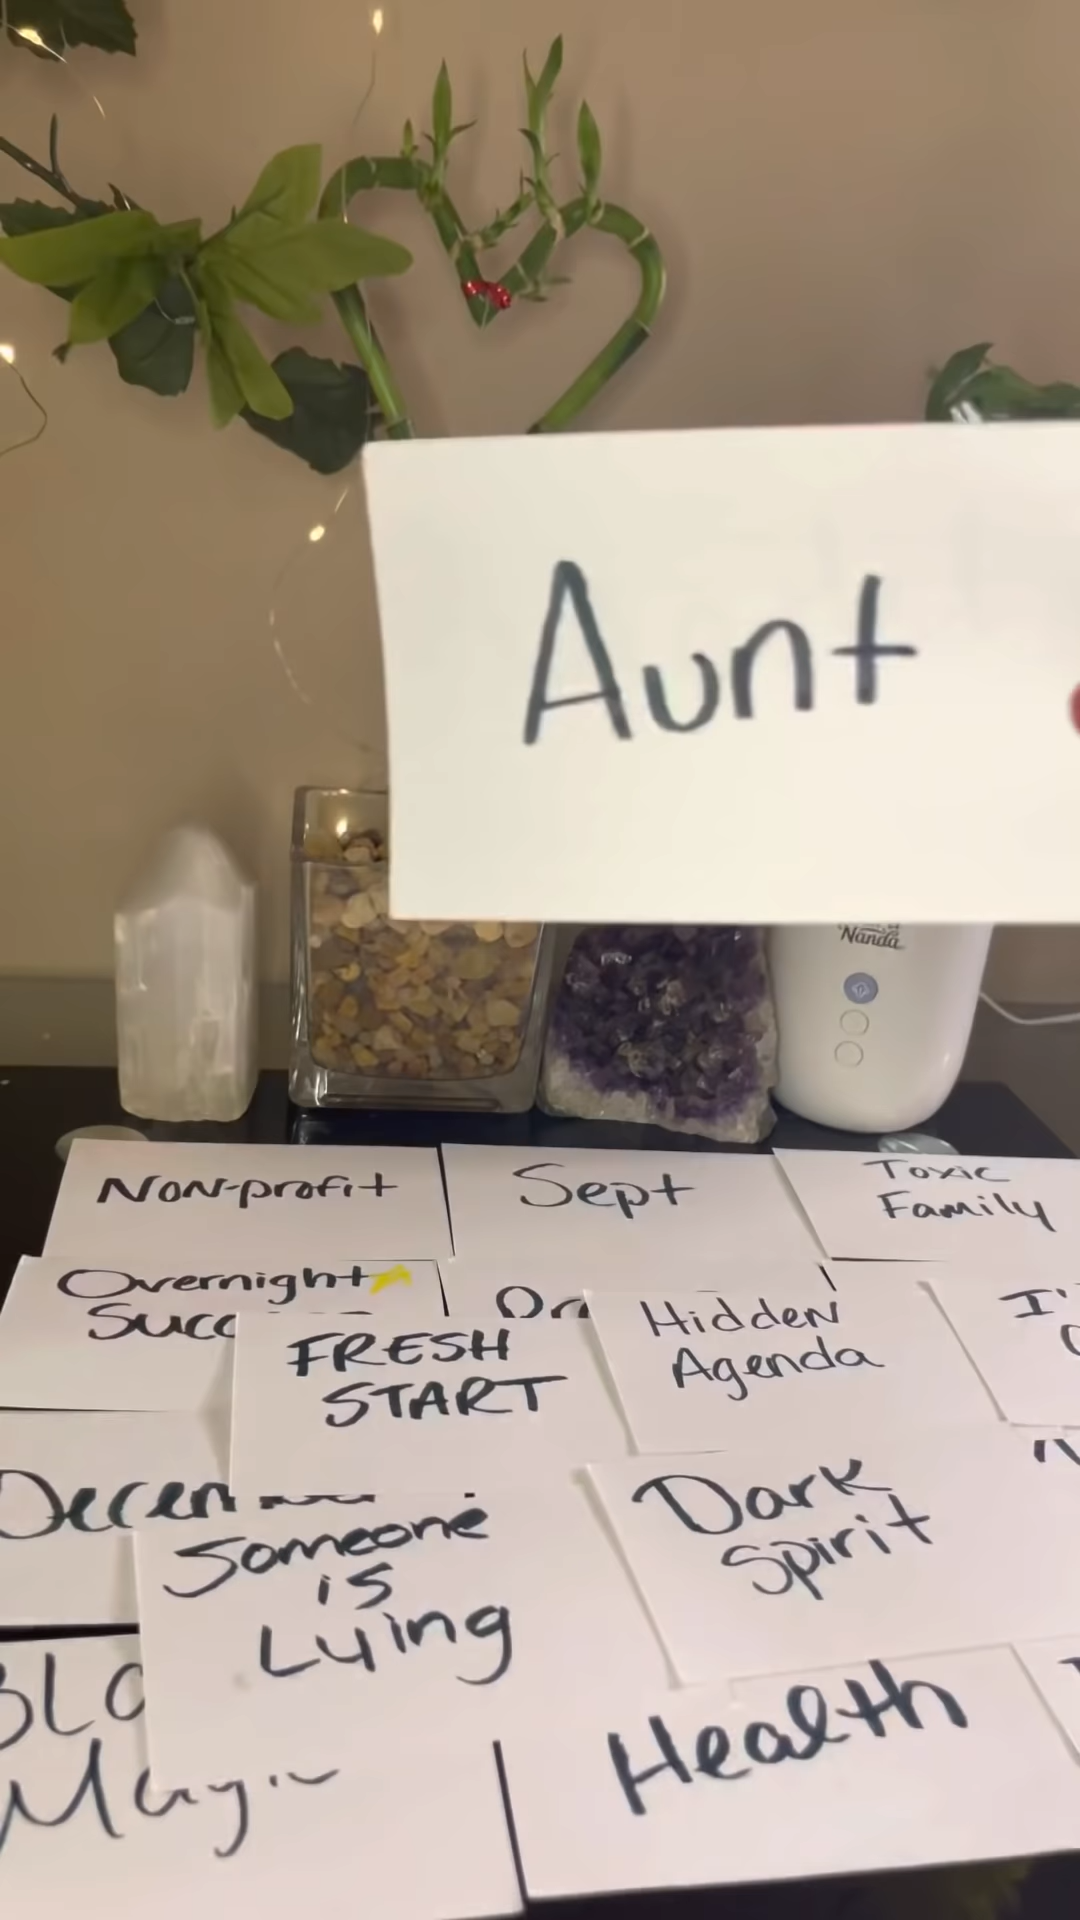 Aunt
Nanda
Non-profit
Sept
Toxic
Family
Overnight
FRESH
START
Hidden
Agenda
Someone
is
Lying
Dark
Spirit
Health